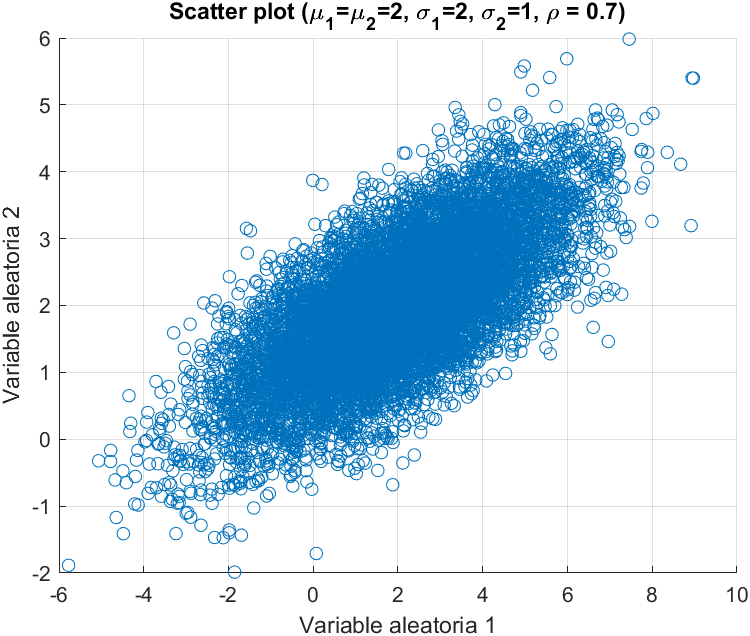 Scatter plot (μ1=μ2=2, σ1=2, σ2=1, ρ = 0.7)
6
5
4
3
2
1
0
-1
-2
Variable aleatoria 2
-6 -4 -2 0 2 4 6 8 10
Variable aleatoria 1